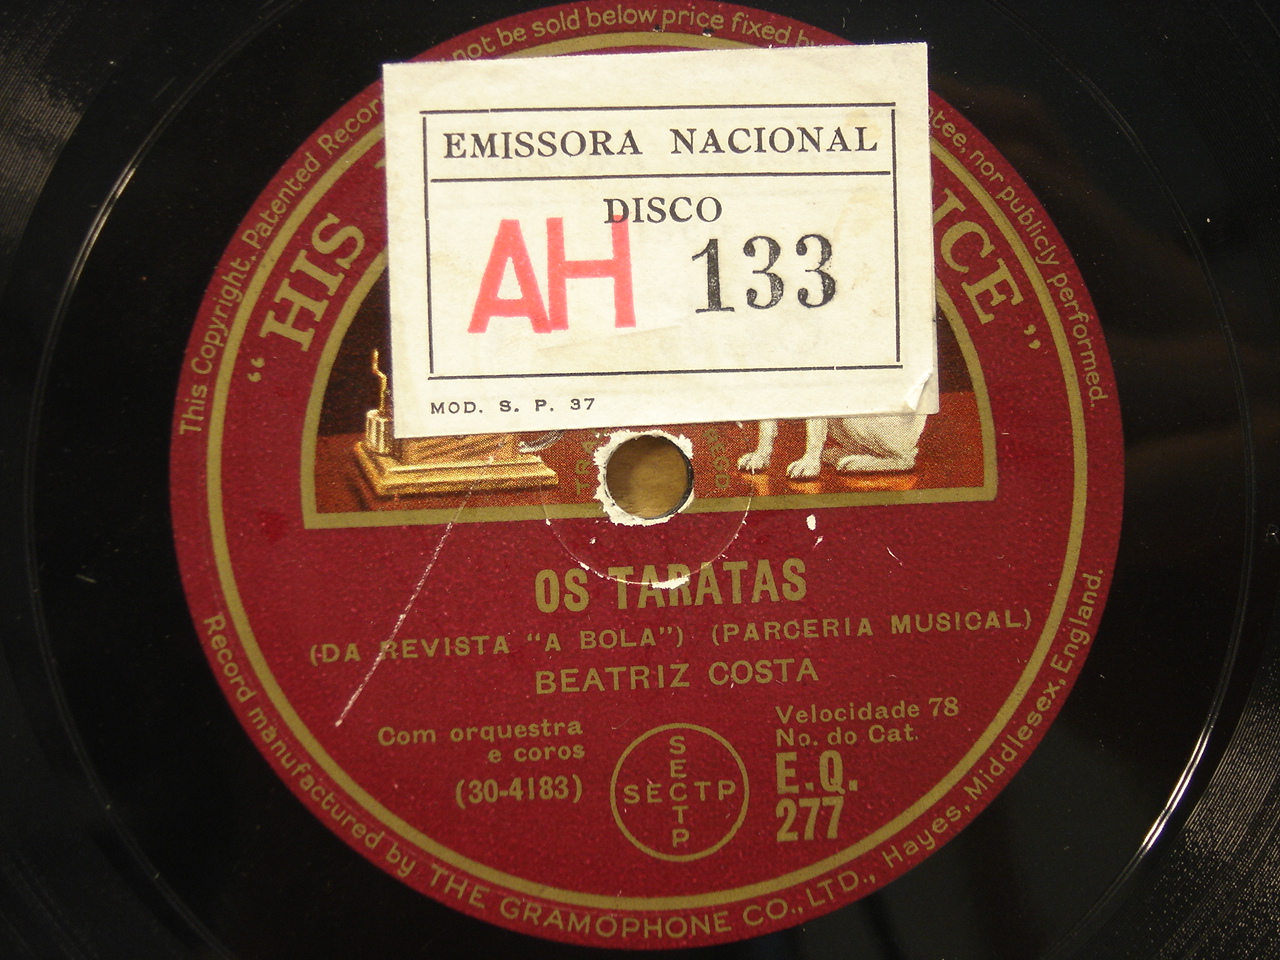 This Copyright. Patented Record
not be sold below price fixed by
nor publicly performed.
"HIS
ICE"
EMISSORA NACIONAL
DISCO
AH 133
MOD. S. P. 37
OS TARATAS
(DA REVISTA "A BOLA") (PARCERIA MUSICAL)
BEATRIZ COSTA
Com orquestra
e coros
(30-4183)
SECTP
SECTP
Velocidade 78
No. do Cat.
E.Q.
277
Record manufactured by THE GRAMOPHONE CO., LTD., Hayes, Middlesex, England.